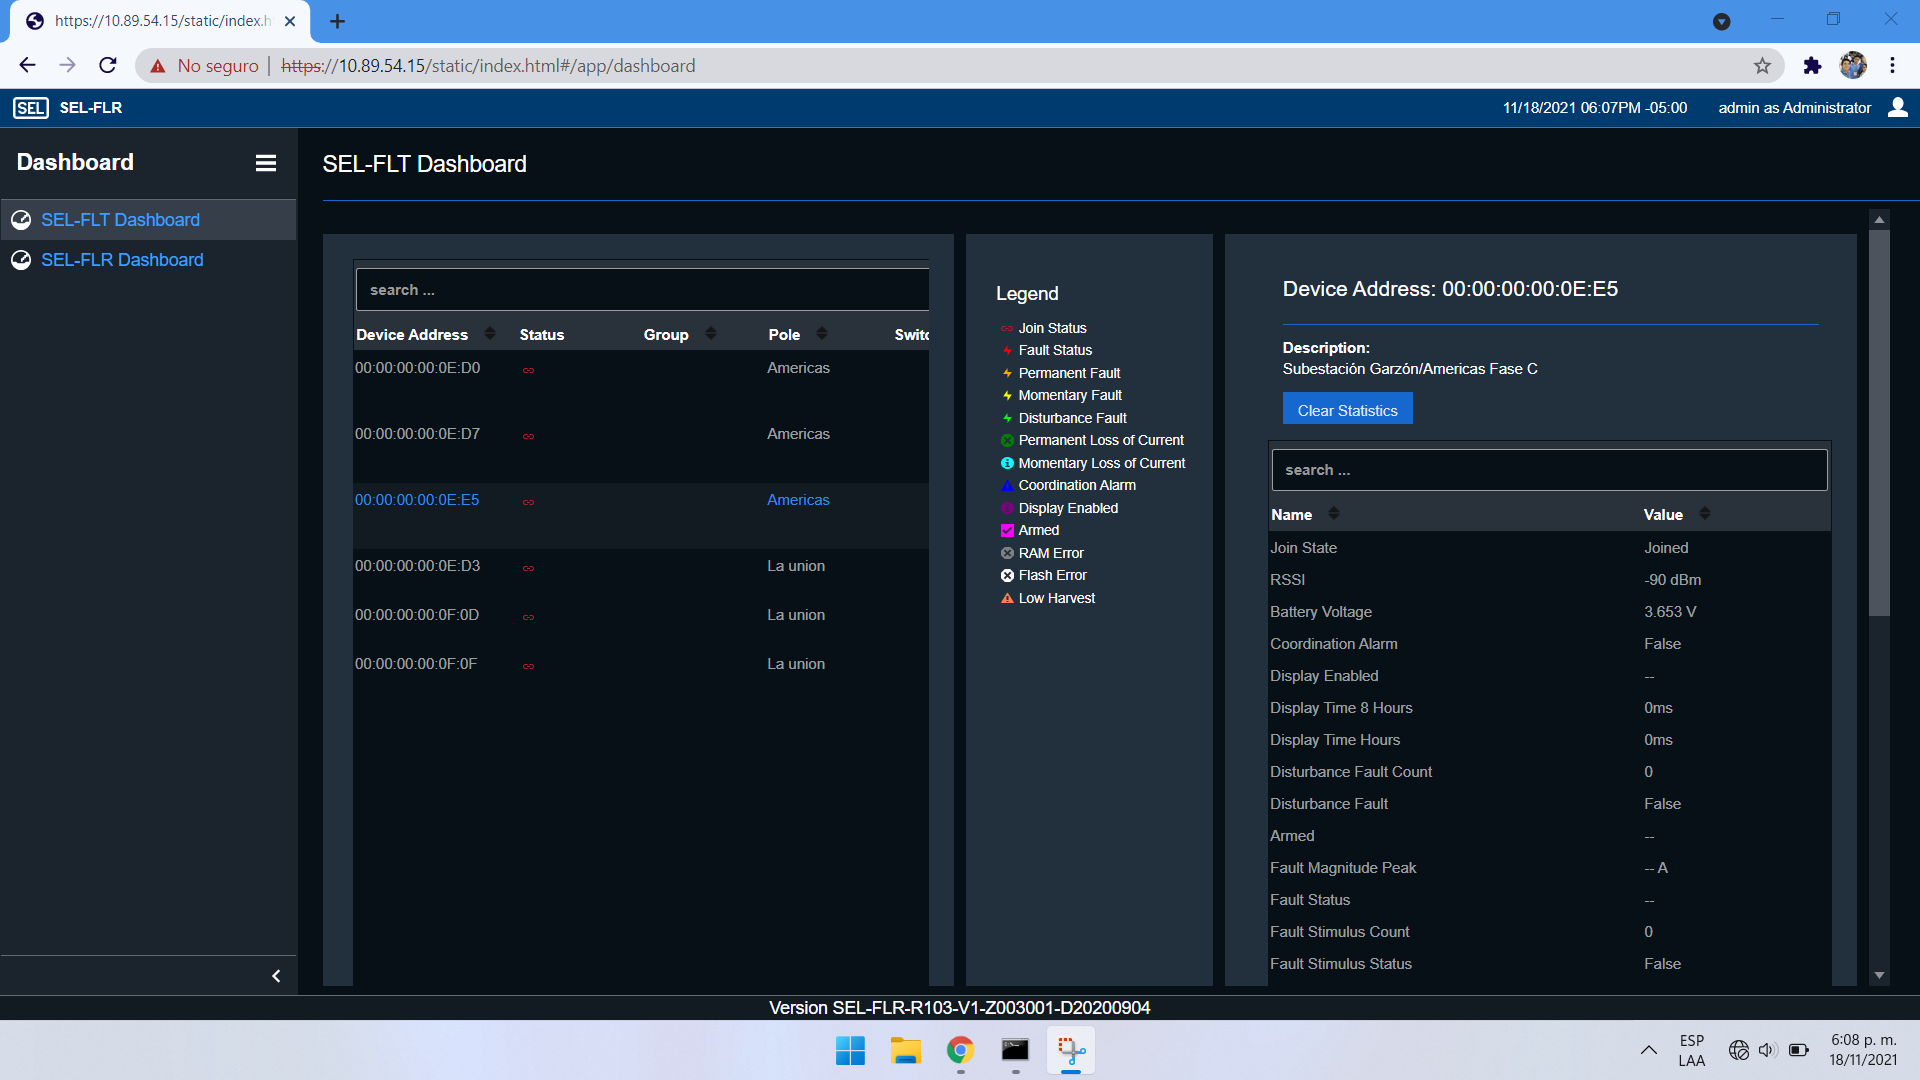 https://10.89.54.15/static/index.h
No seguro | https://10.89.54.15/static/index.html#/app/dashboard
SEL SEL-FLR 11/18/2021 06:07PM -05:00 admin as Administrator
Dashboard
SEL-FLT Dashboard
SEL-FLR Dashboard
SEL-FLT Dashboard
search ...
Device Address Status Group Pole Switc
00:00:00:00:0E:D0 Americas
00:00:00:00:0E:D7 Americas
00:00:00:00:0E:E5 Americas
00:00:00:00:0E:D3 La union
00:00:00:00:0F:0D La union
00:00:00:00:0F:0F La union
Legend
Join Status
Fault Status
Permanent Fault
Momentary Fault
Disturbance Fault
Permanent Loss of Current
Momentary Loss of Current
Coordination Alarm
Display Enabled
Armed
RAM Error
Flash Error
Low Harvest
Device Address: 00:00:00:00:0E:E5
Description:
Subestación Garzón/Americas Fase C
Clear Statistics
search ...
Name Value
Join State Joined
RSSI -90 dBm
Battery Voltage 3.653 V
Coordination Alarm False
Display Enabled --
Display Time 8 Hours 0ms
Display Time Hours 0ms
Disturbance Fault Count 0
Disturbance Fault False
Armed --
Fault Magnitude Peak -- A
Fault Status --
Fault Stimulus Count 0
Fault Stimulus Status False
Version SEL-FLR-R103-V1-Z003001-D20200904
ESP
LAA
6:08 p. m.
18/11/2021